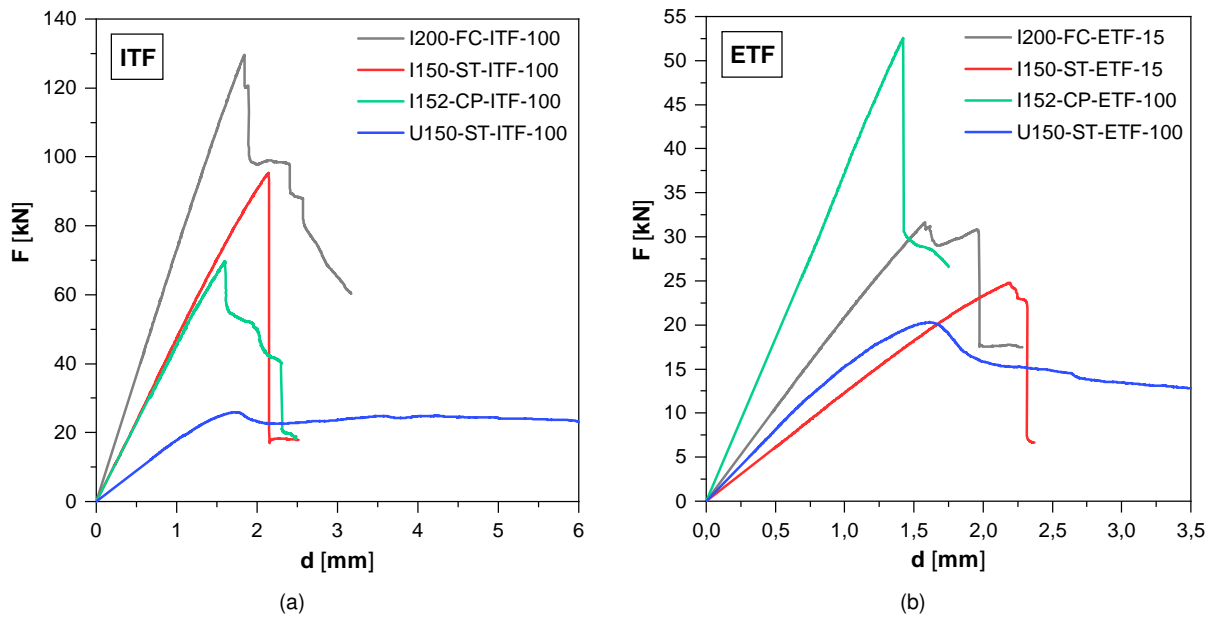 ITF
I200-FC-ITF-100
I150-ST-ITF-100
I152-CP-ITF-100
U150-ST-ITF-100
140
120
100
80
60
40
20
0
F [kN]
0 1 2 3 4 5 6
d [mm]
(a)
ETF
I200-FC-ETF-15
I150-ST-ETF-15
I152-CP-ETF-100
U150-ST-ETF-100
55
50
45
40
35
30
25
20
15
10
5
0
F [kN]
0,0 0,5 1,0 1,5 2,0 2,5 3,0 3,5
d [mm]
(b)